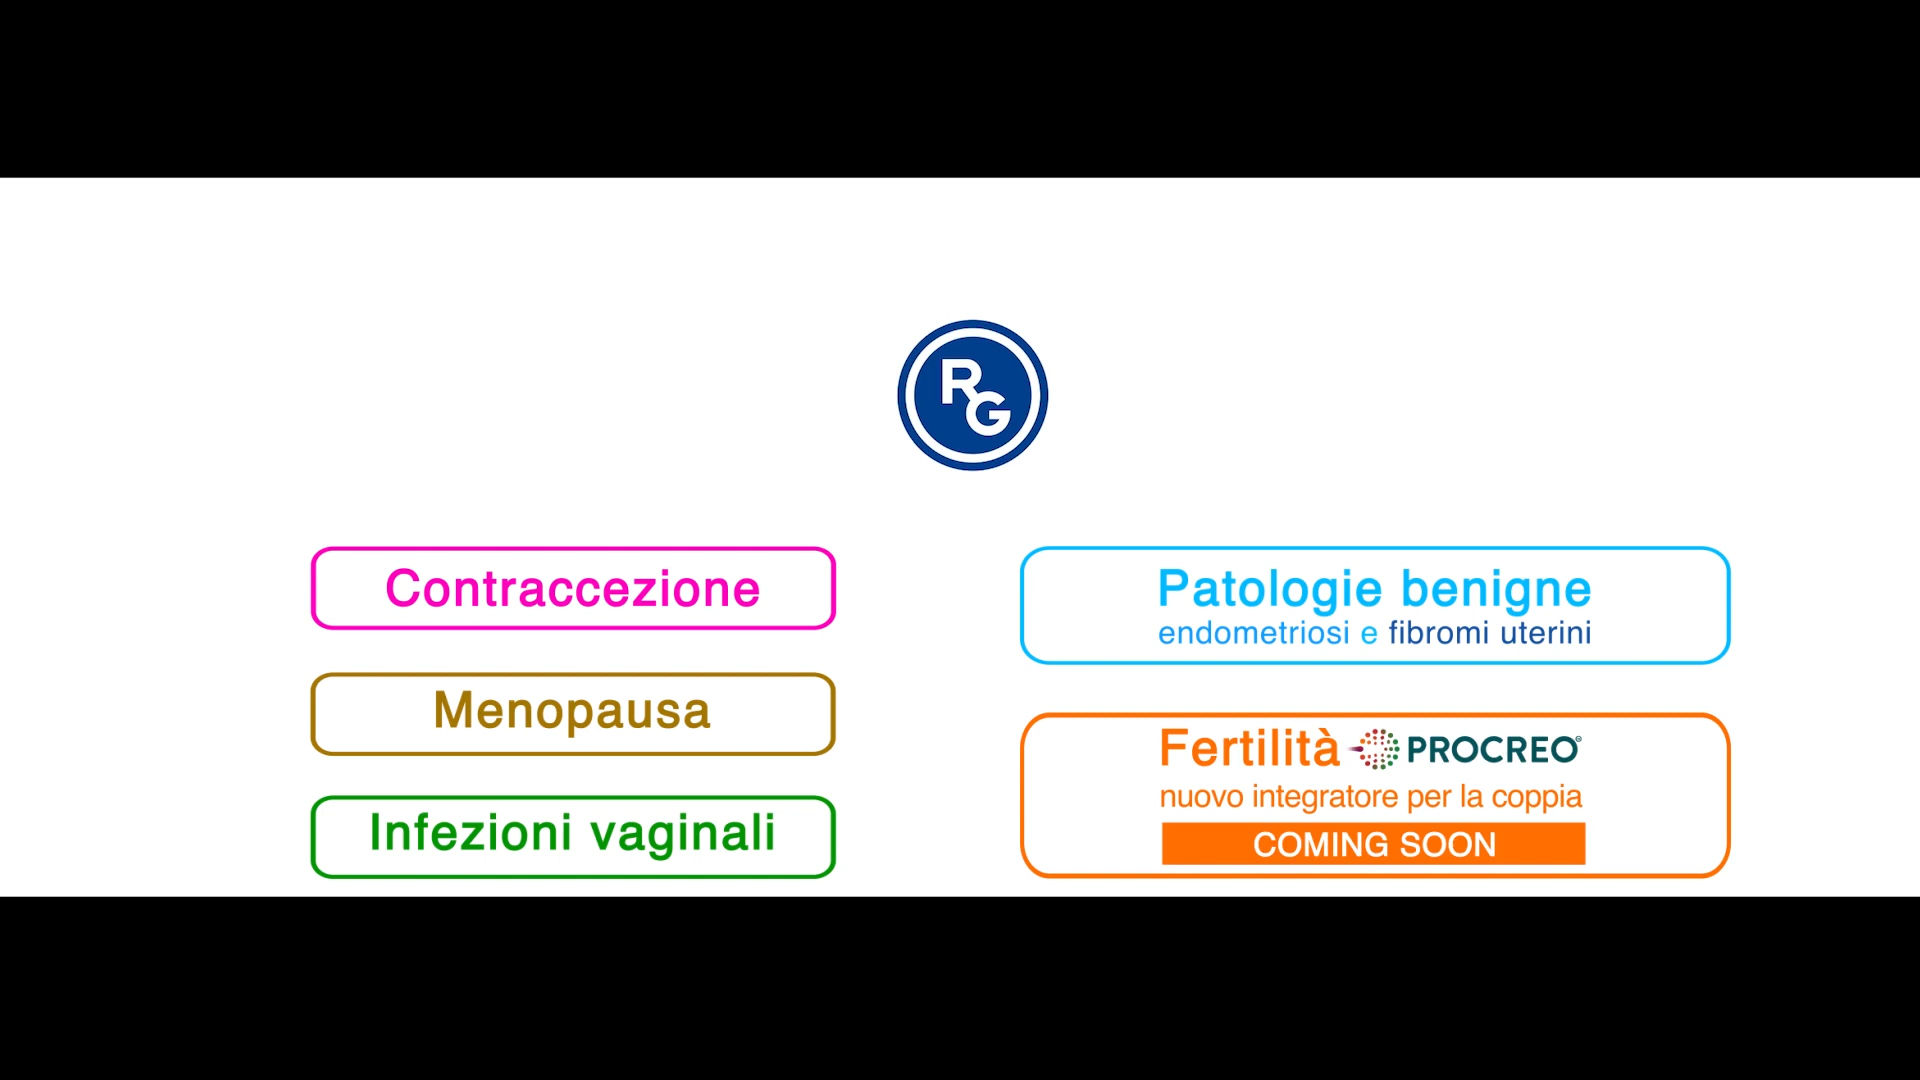 RG
Contraccezione
Menopausa
Infezioni vaginali
Patologie benigne
endometriosi e fibromi uterini
Fertilità PROCREO
nuovo integratore per la coppia
COMING SOON